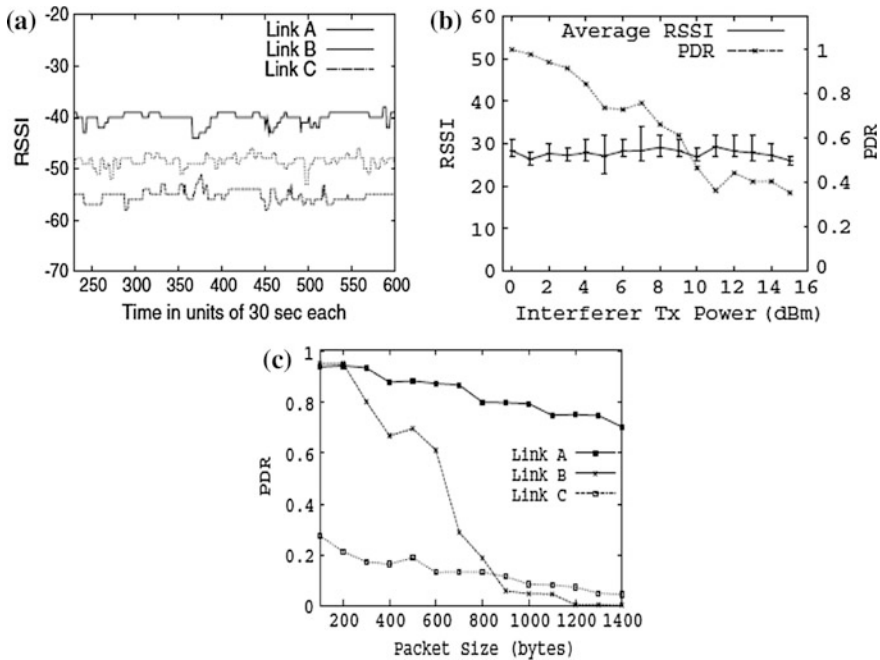 (a)
-20
-30
-40
-50
-60
-70
RSSI
Link A
Link B
Link C
250 300 350 400 450 500 550 600
Time in units of 30 sec each
(b)
60
50
40
30
20
10
0
RSSI
Average RSSI
PDR
1
0.8
0.6
0.4
0.2
0
PDR
0 2 4 6 8 10 12 14 16
Interferer Tx Power (dBm)
(c)
1
0.8
0.6
0.4
0.2
0
PDR
Link A
Link B
Link C
200 400 600 800 1000 1200 1400
Packet Size (bytes)